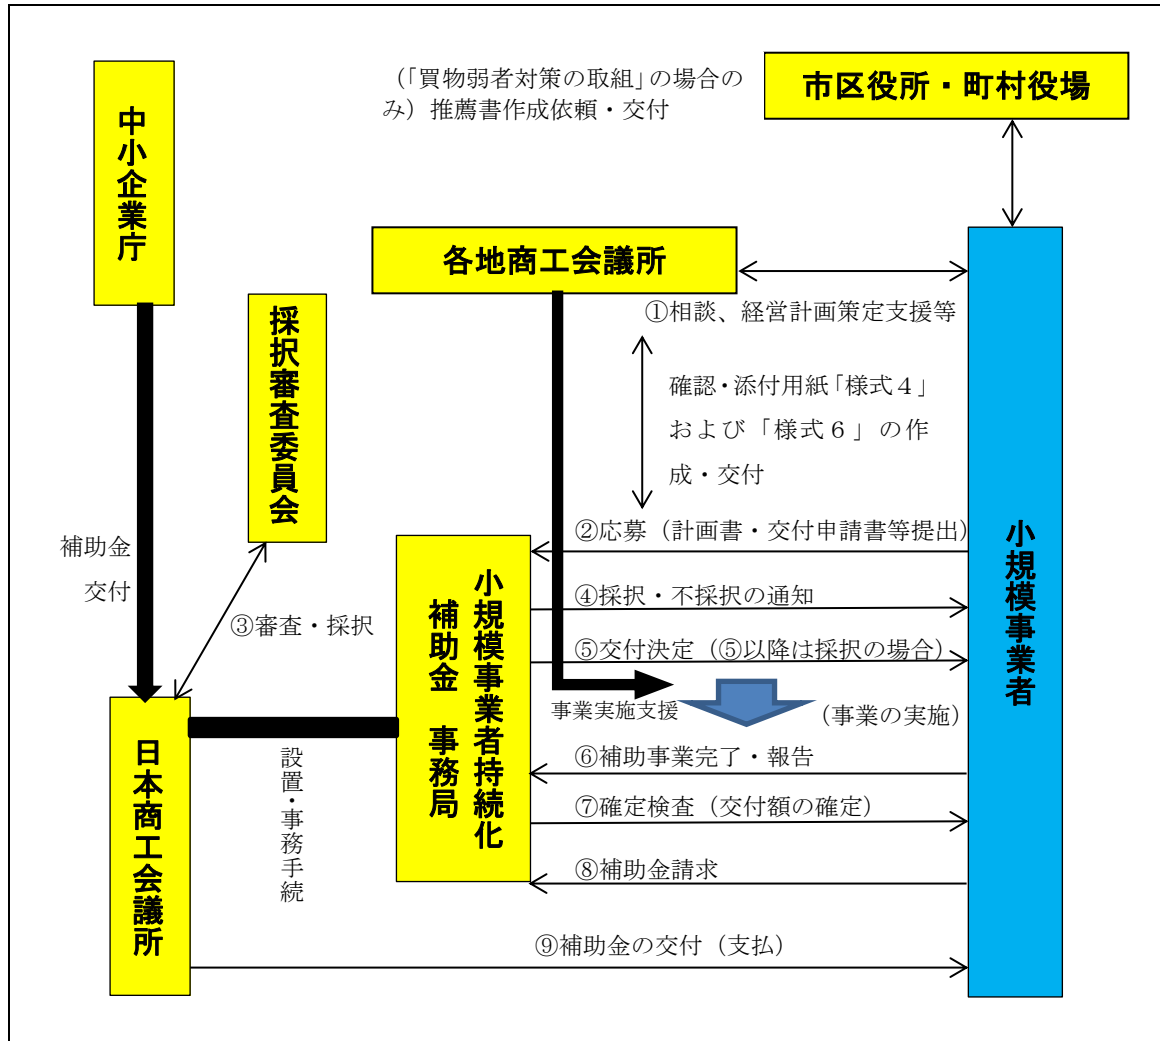 （「買物弱者対策の取組」の場合の
み）推薦書作成依頼・交付
市区役所・町村役場
中小企業庁
各地商工会議所
①相談、経営計画策定支援等
採択審査委員会
確認・添付用紙「様式４」
および「様式６」の作
成・交付
補助金
交付
③審査・採択
②応募（計画書・交付申請書等提出）
④採択・不採択の通知
⑤交付決定（⑤以降は採択の場合）
事業実施支援
（事業の実施）
小規模事業者持続化
補助金　事務局
小規模事業者
日本商工会議所
設置・事務手続
⑥補助事業完了・報告
⑦確定検査（交付額の確定）
⑧補助金請求
⑨補助金の交付（支払）